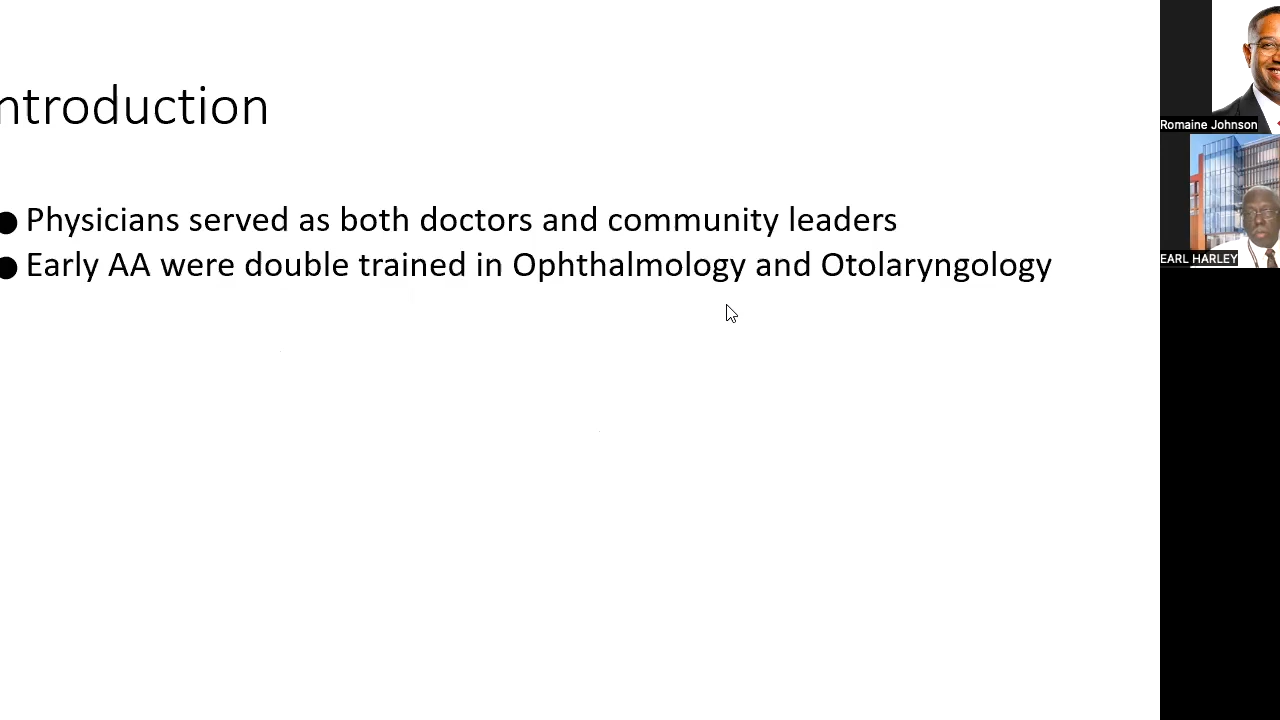 ntroduction
● Physicians served as both doctors and community leaders
● Early AA were double trained in Ophthalmology and Otolaryngology
Romaine Johnson
EARL HARLEY